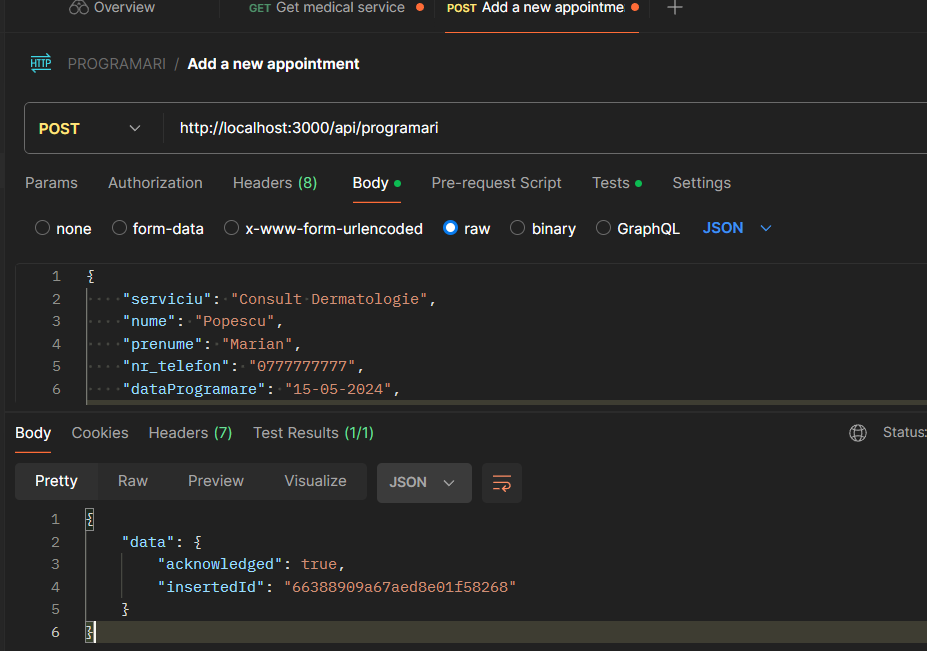 Overview GET Get medical service POST Add a new appointme
HTTP PROGRAMARI / Add a new appointment
POST http://localhost:3000/api/programari
Params Authorization Headers (8) Body Pre-request Script Tests Settings
none form-data x-www-form-urlencoded raw binary GraphQL JSON
1 {
2 "serviciu": "Consult Dermatologie",
3 "nume": "Popescu",
4 "prenume": "Marian",
5 "nr_telefon": "0777777777",
6 "dataProgramare": "15-05-2024",
Body Cookies Headers (7) Test Results (1/1) Status:
Pretty Raw Preview Visualize JSON
1 {
2 "data": {
3 "acknowledged": true,
4 "insertedId": "66388909a67aed8e01f58268"
5 }
6 }